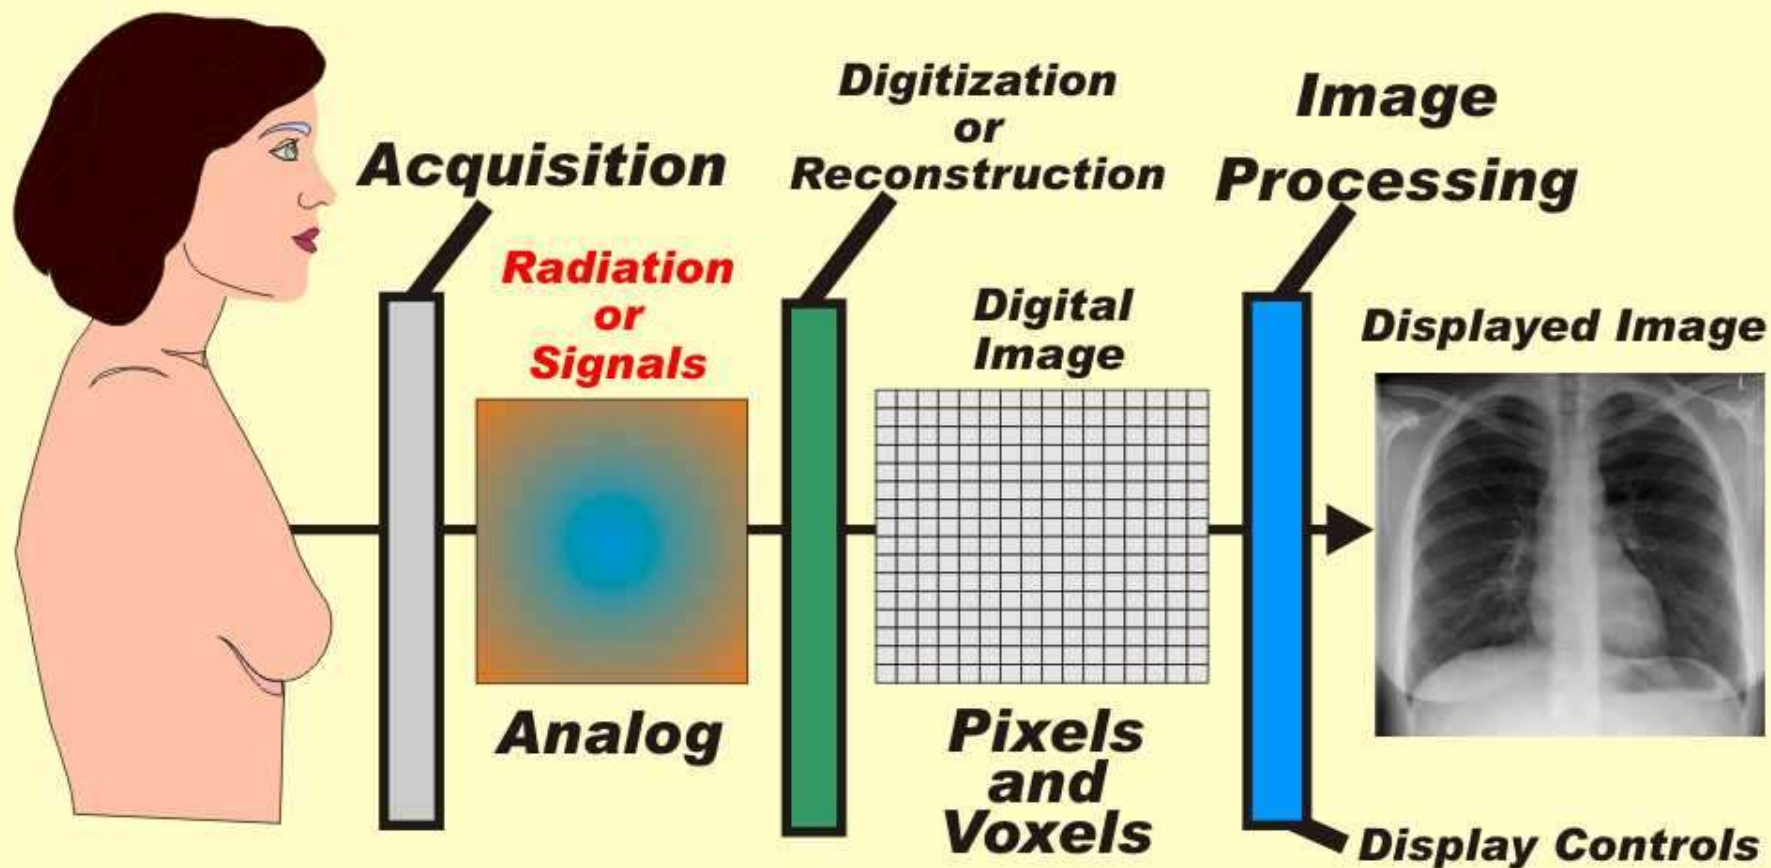 Acquisition
Radiation
or
Signals
Analog
Digitization
or
Reconstruction
Digital
Image
Pixels
and
Voxels
Image
Processing
Displayed Image
Display Controls